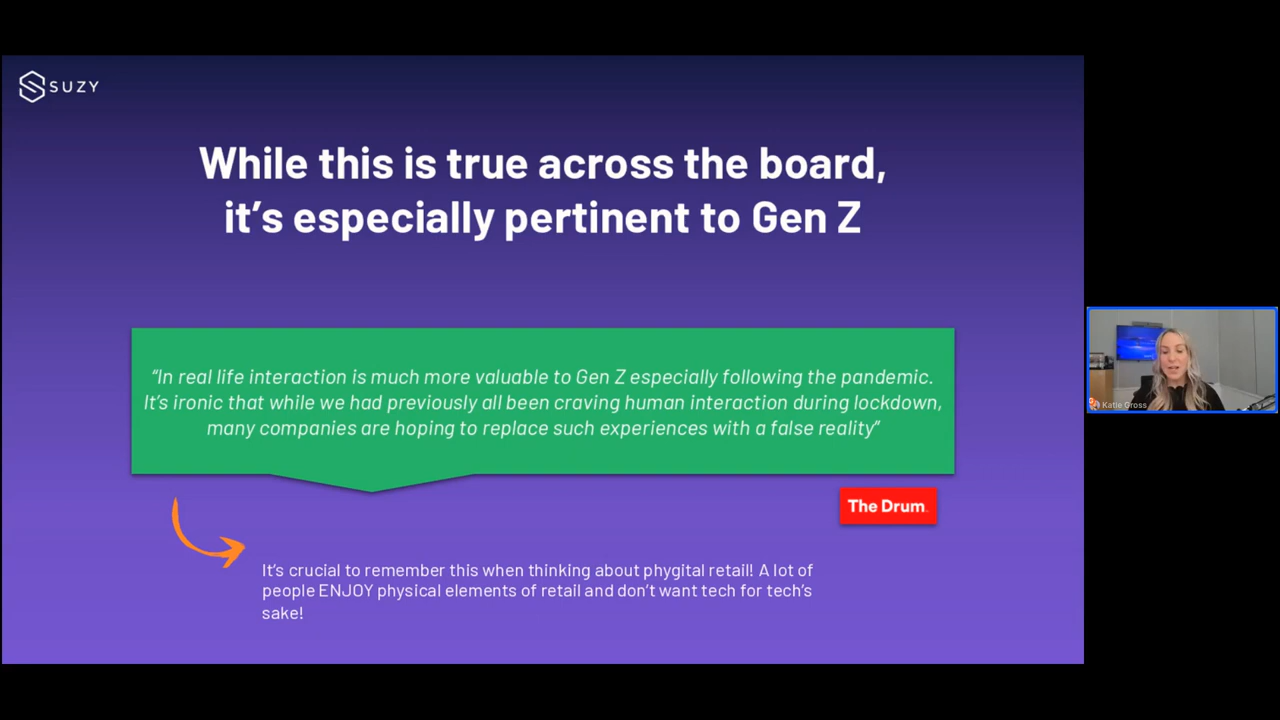 SUZY
While this is true across the board,
it’s especially pertinent to Gen Z
“In real life interaction is much more valuable to Gen Z especially following the pandemic.
It’s ironic that while we had previously all been craving human interaction during lockdown,
many companies are hoping to replace such experiences with a false reality”
The Drum.
It’s crucial to remember this when thinking about phygital retail! A lot of
people ENJOY physical elements of retail and don’t want tech for tech’s
sake!
Katie Gross